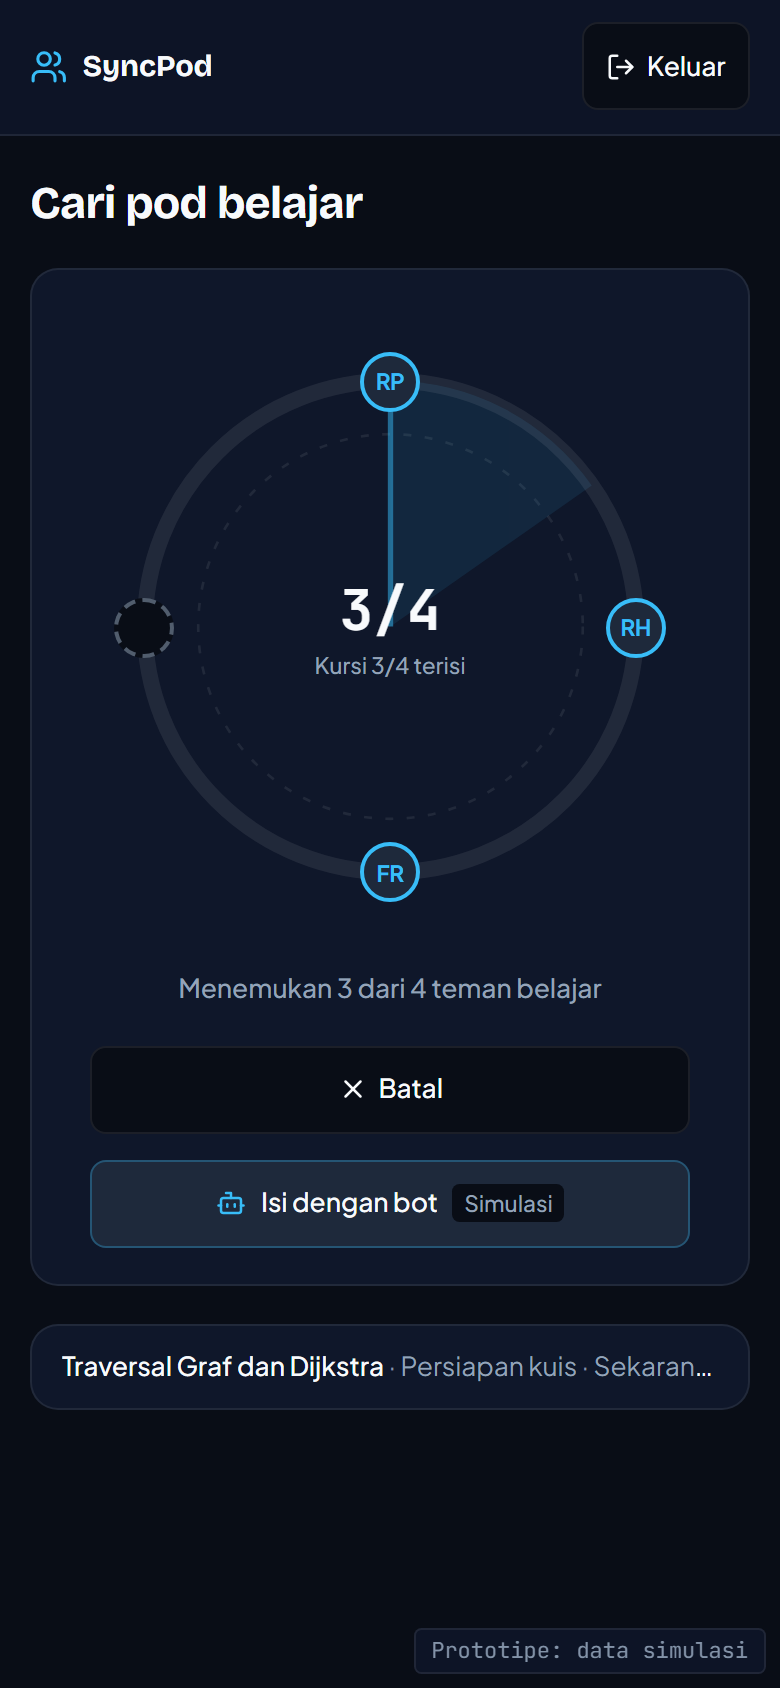 SyncPod
Keluar
Cari pod belajar
RP
3/4
Kursi 3/4 terisi
RH
FR
Menemukan 3 dari 4 teman belajar
Batal
Isi dengan bot Simulasi
Traversal Graf dan Dijkstra · Persiapan kuis · Sekaran...
Prototipe: data simulasi